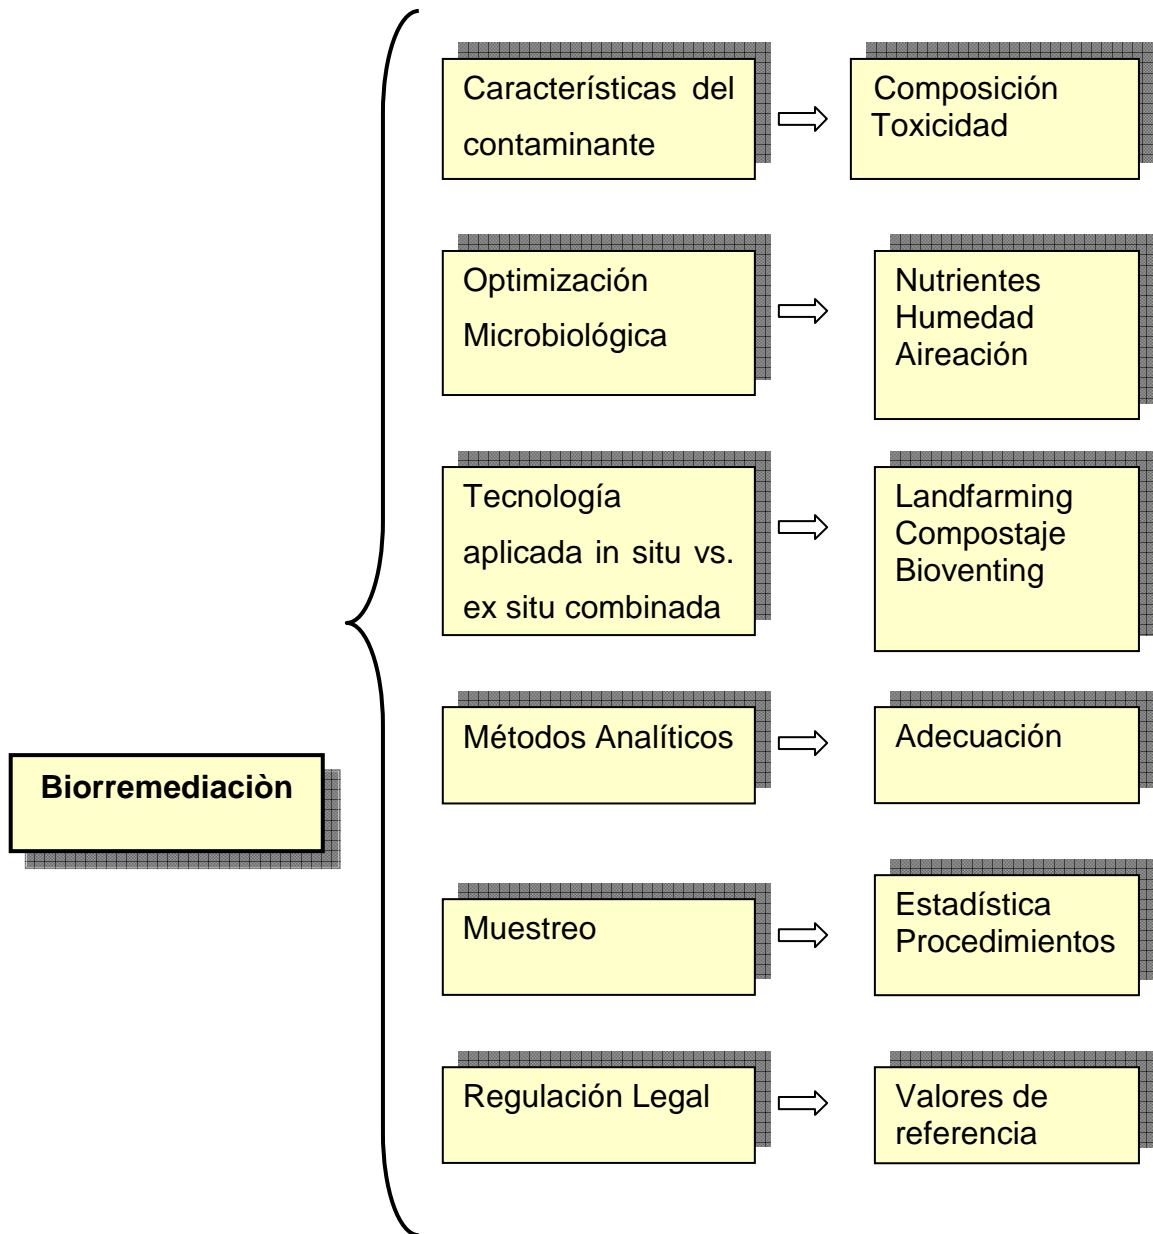 Características del
contaminante
Composición
Toxicidad
Optimización
Microbiológica
Nutrientes
Humedad
Aireación
Tecnología
aplicada in situ vs.
ex situ combinada
Landfarming
Compostaje
Bioventing
Métodos Analíticos
Adecuación
Biorremediaciòn
Muestreo
Estadística
Procedimientos
Regulación Legal
Valores de
referencia